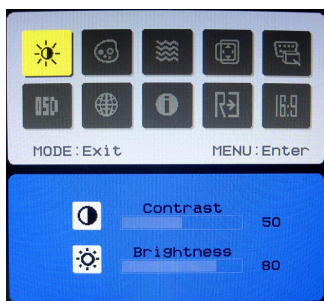 OSD
R
16:9
MODE:Exit MENU:Enter
Contrast
50
Brightness
80